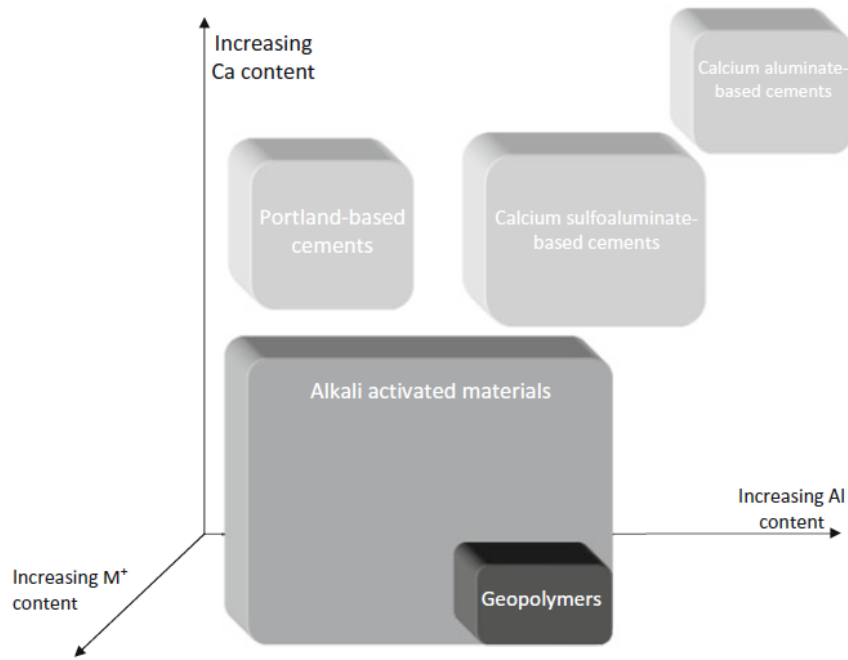 Increasing
Ca content
Calcium aluminate-
based cements
Portland-based
cements
Calcium sulfoaluminate-
based cements
Alkali activated materials
Increasing Al
content
Increasing M⁺
content
Geopolymers